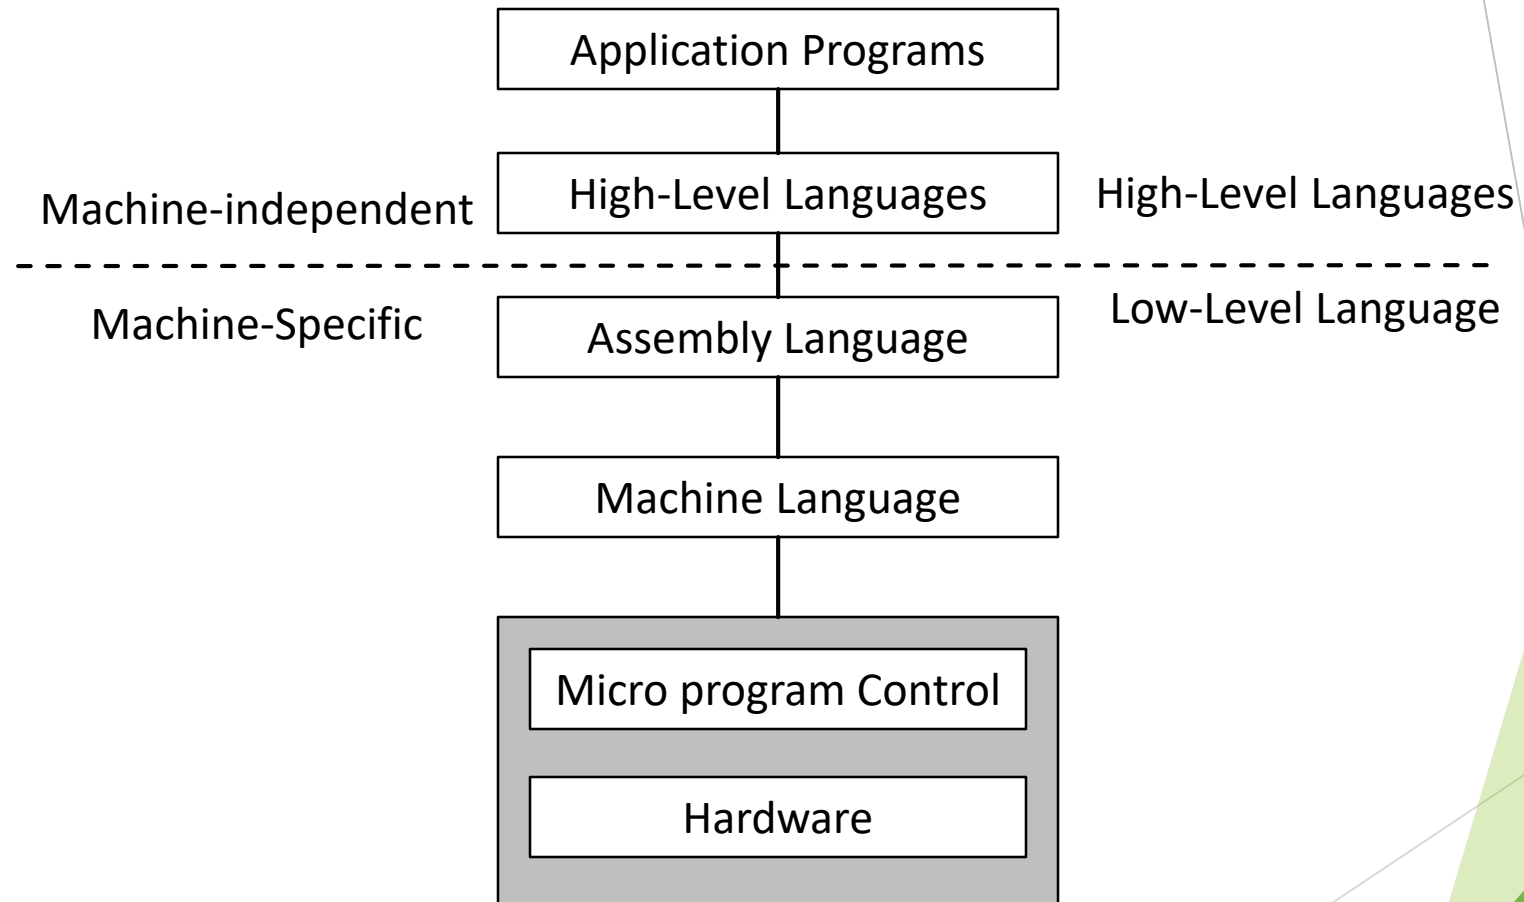 Application Programs
Machine-independent
High-Level Languages
High-Level Languages
Machine-Specific
Assembly Language
Low-Level Language
Machine Language
Micro program Control
Hardware